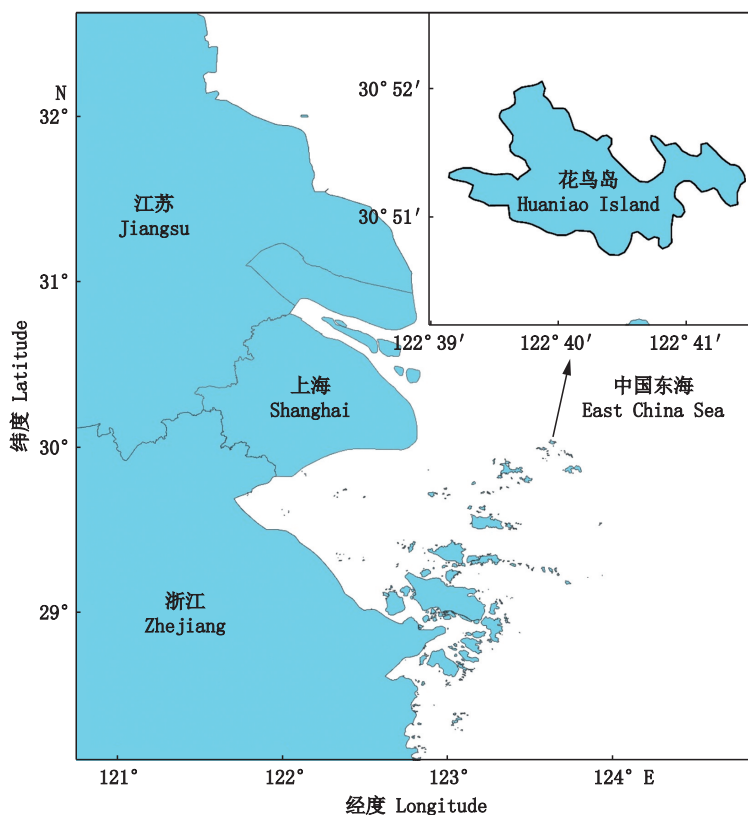 N
32°
31°
30°
29°
纬度 Latitude
江苏
Jiangsu
上海
Shanghai
浙江
Zhejiang
30°52′
30°51′
花鸟岛
Huaniao Island
122°39′
122°40′
122°41′
中国东海
East China Sea
121°
122°
123°
124° E
经度 Longitude